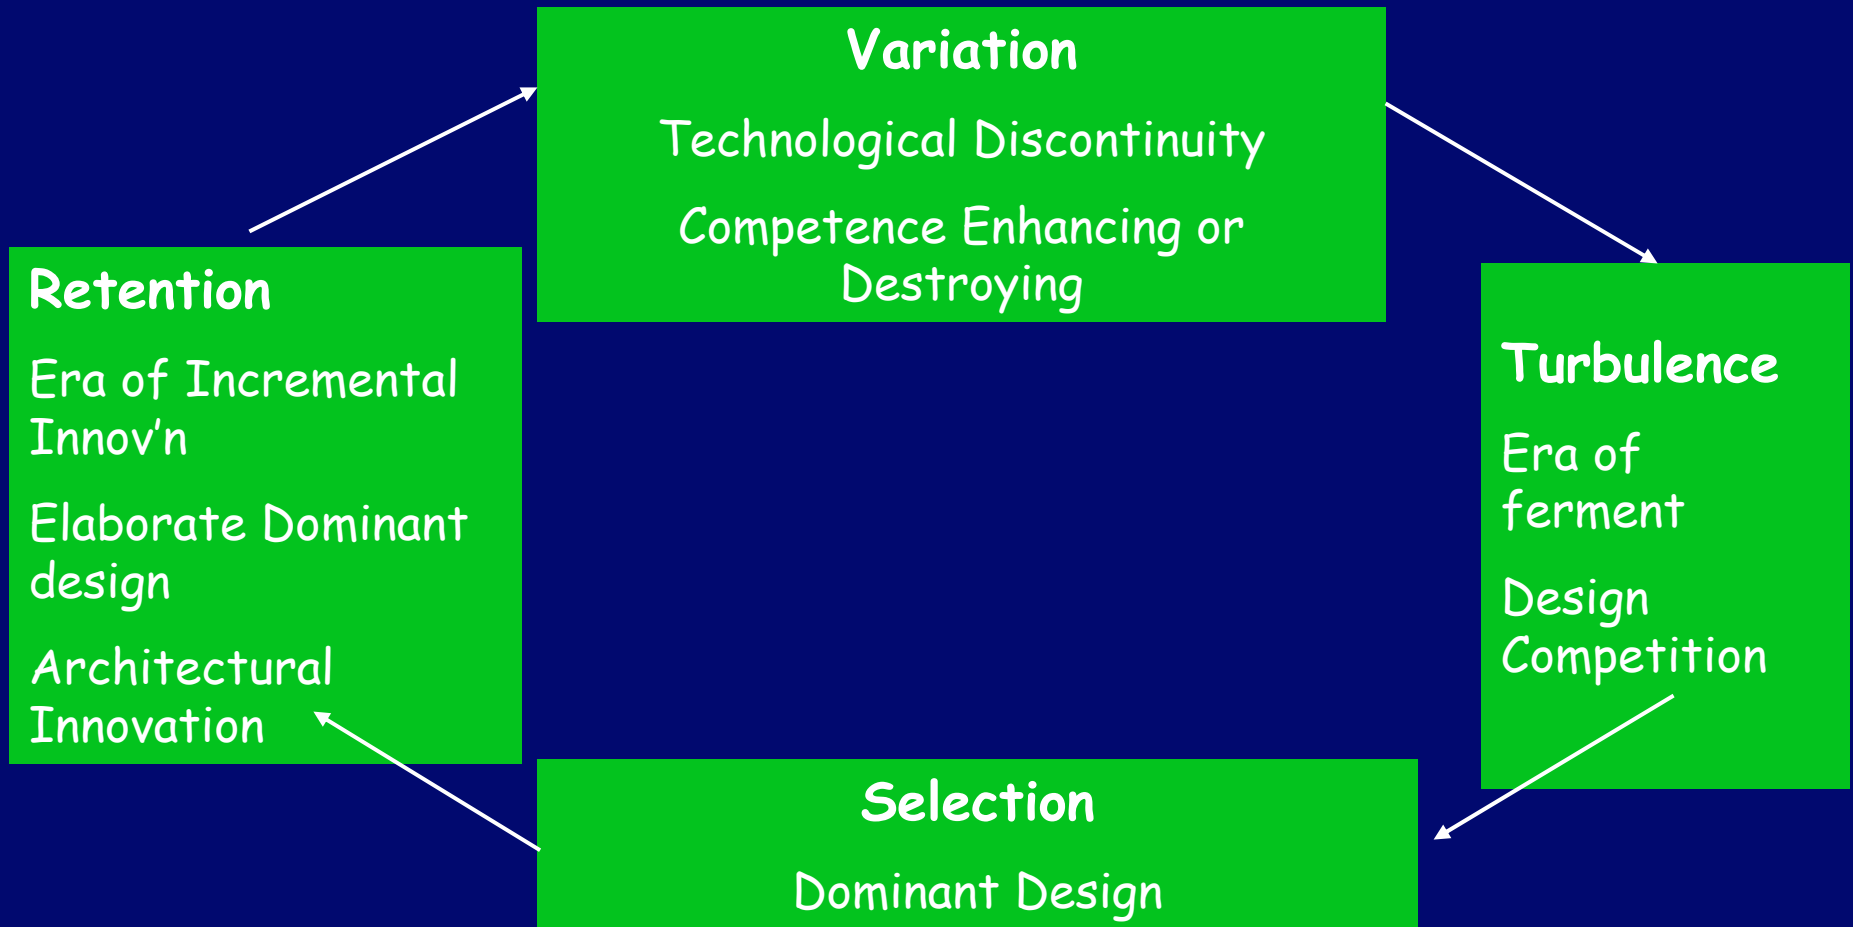 Variation
Technological Discontinuity
Competence Enhancing or
Destroying
Retention
Era of Incremental
Innov’n
Elaborate Dominant
design
Architectural
Innovation
Turbulence
Era of
ferment
Design
Competition
Selection
Dominant Design